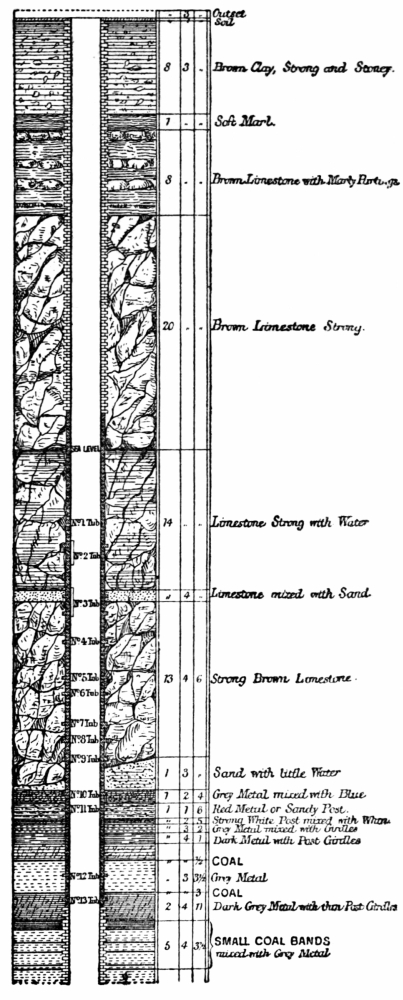 " 3 " Outset
" " " Soil
8 3 " Brown Clay, Strong and Stoney.
1 " " Soft Marl.
8 " " Brown Limestone with Marly Partings
20 " " Brown Limestone Strong.
SEA LEVEL
14 " " Limestone Strong with Water
Nº 1 Tub
Nº 2 Tub
" 4 " Limestone mixed with Sand.
Nº 3 Tub
Nº 4 Tub
13 4 6 Strong Brown Limestone.
Nº 5 Tub
Nº 6 Tub
Nº 7 Tub
Nº 8 Tub
Nº 9 Tub
1 3 " Sand with little Water
Nº 10 Tub
1 2 4 Grey Metal mixed with Blue
Nº 11 Tub
1 1 6 Red Metal or Sandy Post.
" 2 5 Strong White Post mixed with Whin
" 3 2 Grey Metal mixed with Girdles
" 4 1 Dark Metal with Post Girdles
" " ½ COAL
Nº 12 Tub
" 3 3½ Grey Metal
" " 3 COAL
Nº 13 Tub
2 4 11 Dark Grey Metal with thin Post Girdles
5 4 3½ SMALL COAL BANDS
mixed with Grey Metal